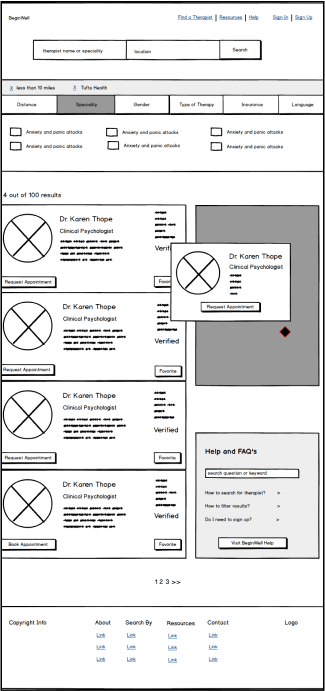 BeginWell
Find a Therapist | Resources | Help Sign In | Sign Up
therapist name or speciality location Search
X less than 10 miles X Tufts Health
Distance Speciality Gender Type of Therapy Insurance Language
Anxiety and panic attacks Anxiety and panic attacks Anxiety and panic attacks
Anxiety and panic attacks Anxiety and panic attacks Anxiety and panic attacks
4 out of 100 results
Dr. Karen Thope
Clinical Psychologist
Verifi
Request Appointment Favor
Dr. Karen Thope
Clinical Psychologist
Request Appointment
Dr. Karen Thope
Clinical Psychologist
Verified
Request Appointment Favorite
Dr. Karen Thope
Clinical Psychologist
Verified
Request Appointment Favorite
Dr. Karen Thope
Clinical Psychologist
Verified
Book Appointment Favorite
Help and FAQ's
search question or keyword
How to search for therapist? >
How to filter results? >
Do I need to sign up? >
Visit BeginWell Help
1 2 3 >>
Copyright Info About Search By Resources Contact Logo
Link Link Link Link
Link Link Link Link
Link Link Link Link